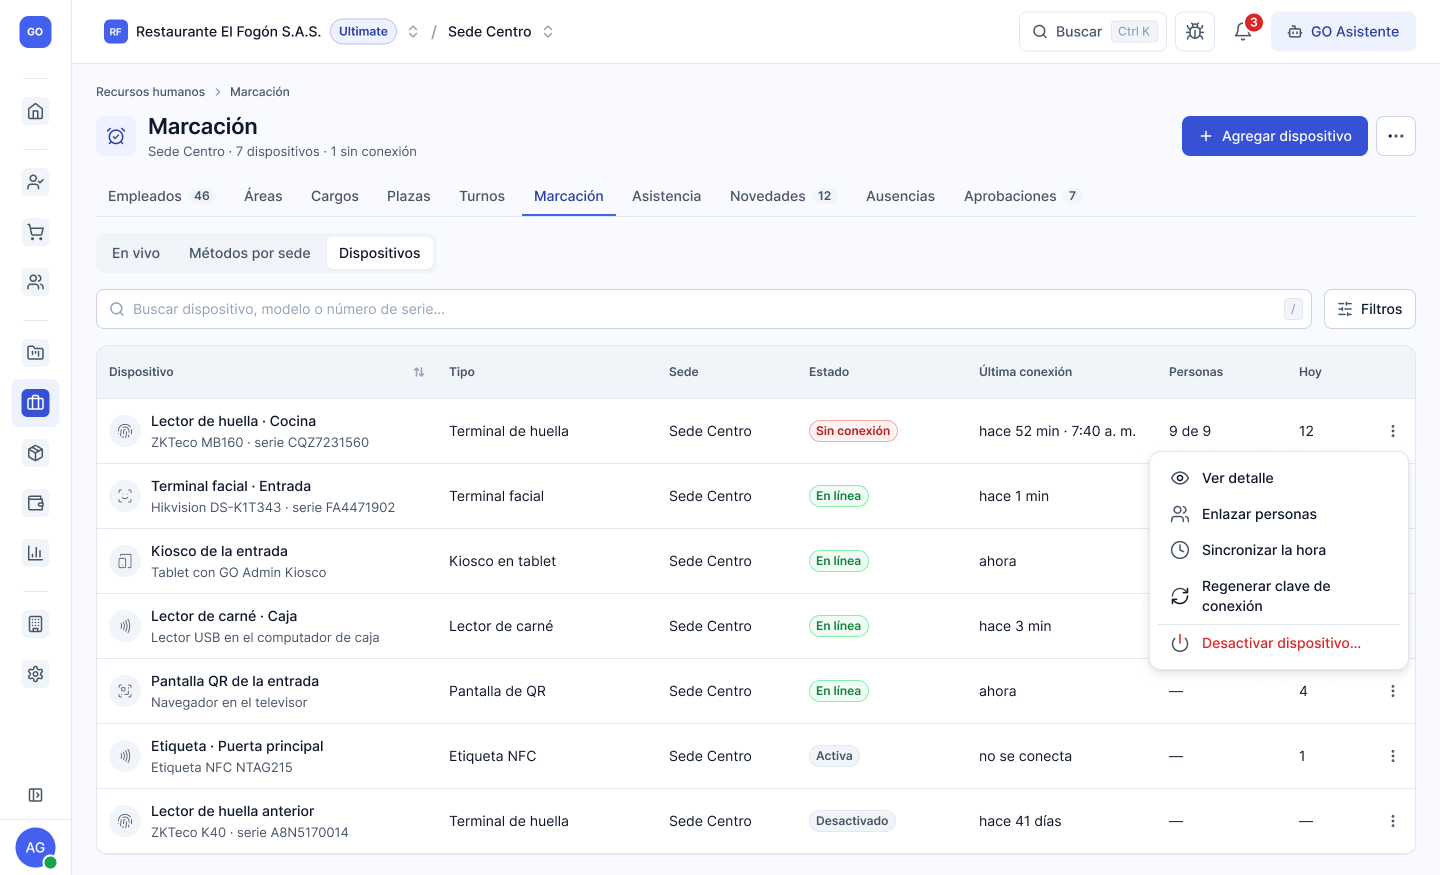 GO
RF Restaurante El Fogón S.A.S. Ultimate / Sede Centro
Buscar Ctrl K
3
GO Asistente
Recursos humanos > Marcación
Marcación
Sede Centro · 7 dispositivos · 1 sin conexión
+ Agregar dispositivo
Empleados 46 Áreas Cargos Plazas Turnos Marcación Asistencia Novedades 12 Ausencias Aprobaciones 7
En vivo Métodos por sede Dispositivos
Buscar dispositivo, modelo o número de serie... /
Filtros
Dispositivo Tipo Sede Estado Última conexión Personas Hoy
Lector de huella · Cocina
ZKTeco MB160 · serie CQZ7231560
Terminal de huella Sede Centro Sin conexión hace 52 min · 7:40 a. m. 9 de 9 12
Terminal facial · Entrada
Hikvision DS-K1T343 · serie FA4471902
Terminal facial Sede Centro En línea hace 1 min
Kiosco de la entrada
Tablet con GO Admin Kiosco
Kiosco en tablet Sede Centro En línea ahora
Lector de carné · Caja
Lector USB en el computador de caja
Lector de carné Sede Centro En línea hace 3 min
Ver detalle
Enlazar personas
Sincronizar la hora
Regenerar clave de
conexión
Desactivar dispositivo...
Pantalla QR de la entrada
Navegador en el televisor
Pantalla de QR Sede Centro En línea ahora — 4
Etiqueta · Puerta principal
Etiqueta NFC NTAG215
Etiqueta NFC Sede Centro Activa no se conecta — 1
Lector de huella anterior
ZKTeco K40 · serie A8N5170014
Terminal de huella Sede Centro Desactivado hace 41 días — —
AG